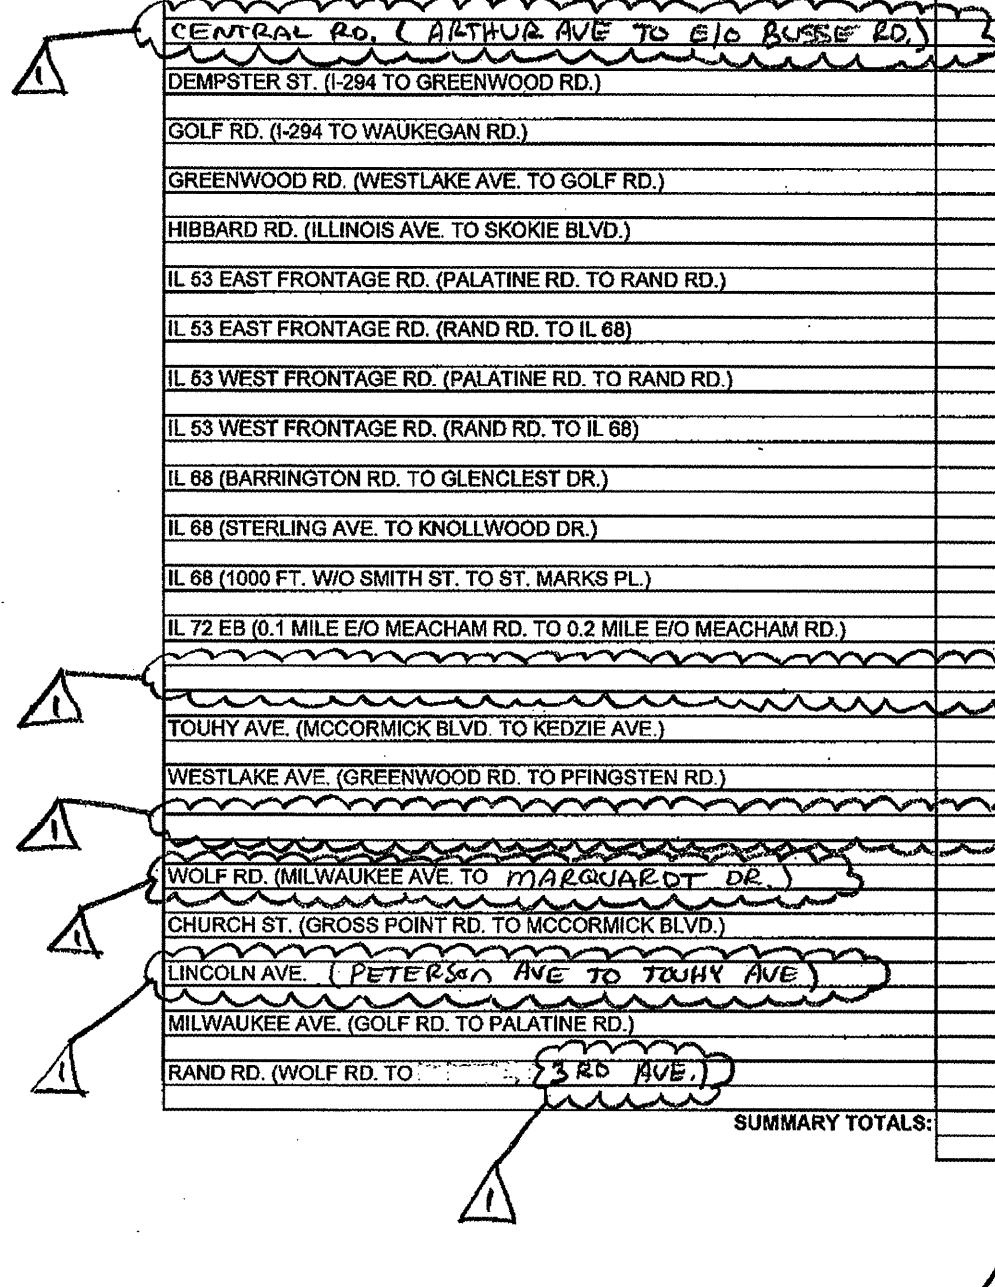 CENTRAL RD. ( ARTHUR AVE TO E/O BUSSE RD.)
1
DEMPSTER ST. (I-294 TO GREENWOOD RD.)
GOLF RD. (I-294 TO WAUKEGAN RD.)
GREENWOOD RD. (WESTLAKE AVE. TO GOLF RD.)
HIBBARD RD. (ILLINOIS AVE. TO SKOKIE BLVD.)
IL 53 EAST FRONTAGE RD. (PALATINE RD. TO RAND RD.)
IL 53 EAST FRONTAGE RD. (RAND RD. TO IL 68)
IL 53 WEST FRONTAGE RD. (PALATINE RD. TO RAND RD.)
IL 53 WEST FRONTAGE RD. (RAND RD. TO IL 68)
IL 68 (BARRINGTON RD. TO GLENCLEST DR.)
IL 68 (STERLING AVE. TO KNOLLWOOD DR.)
IL 68 (1000 FT. W/O SMITH ST. TO ST. MARKS PL.)
IL 72 EB (0.1 MILE E/O MEACHAM RD. TO 0.2 MILE E/O MEACHAM RD.)
1
TOUHY AVE. (MCCORMICK BLVD. TO KEDZIE AVE.)
WESTLAKE AVE. (GREENWOOD RD. TO PFINGSTEN RD.)
1
WOLF RD. (MILWAUKEE AVE. TO MARQUARDT DR.)
1
CHURCH ST. (GROSS POINT RD. TO MCCORMICK BLVD.)
LINCOLN AVE. (PETERSON AVE TO TOUHY AVE)
MILWAUKEE AVE. (GOLF RD. TO PALATINE RD.)
1
RAND RD. (WOLF RD. TO 3RD AVE.)
SUMMARY TOTALS:
1